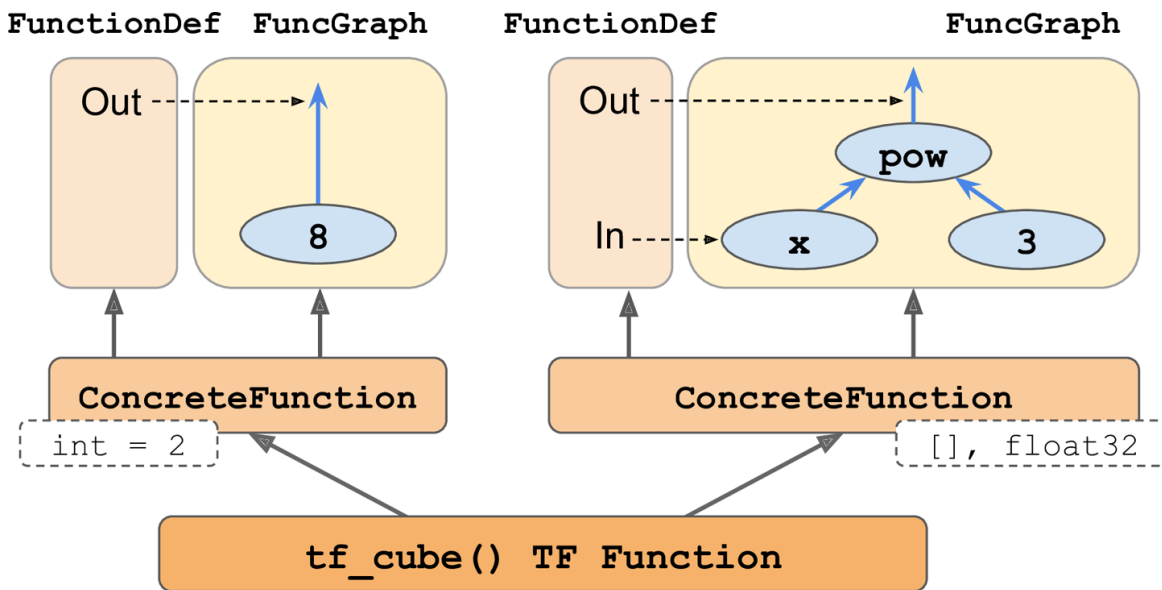 FunctionDef FuncGraph FunctionDef FuncGraph
Out Out
pow
8 In x 3
ConcreteFunction ConcreteFunction
int = 2 [], float32
tf_cube() TF Function